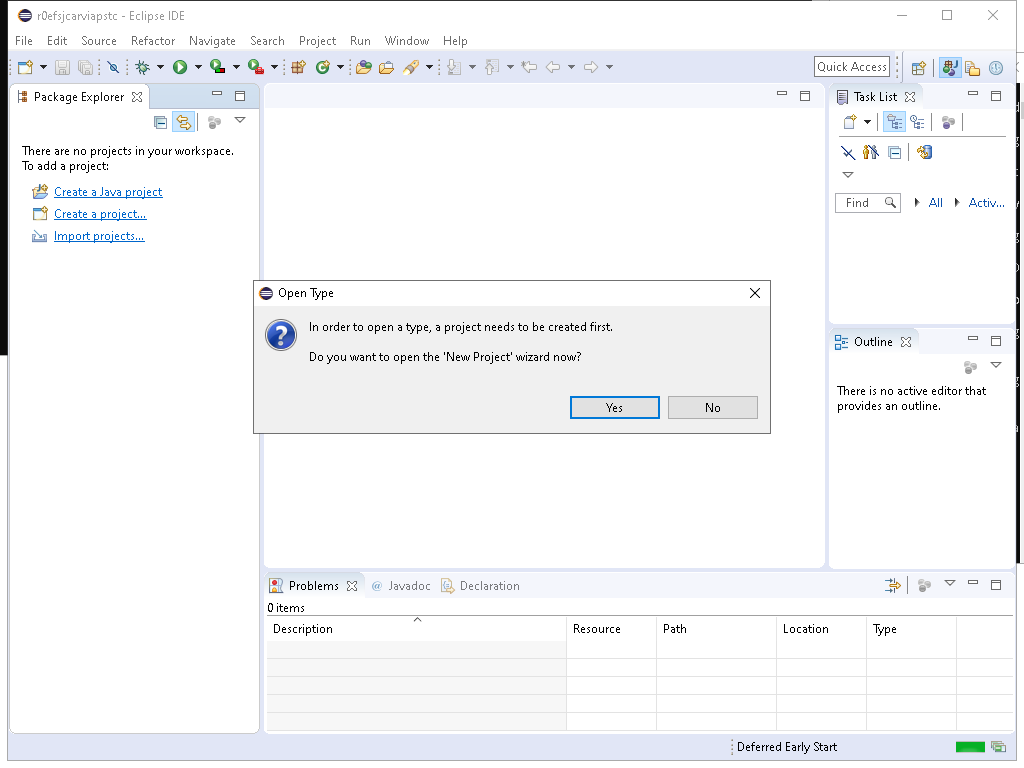 r0efsjcarviapstc - Eclipse IDE
File Edit Source Refactor Navigate Search Project Run Window Help
Quick Access
Package Explorer
Task List
There are no projects in your workspace.
To add a project:
Create a Java project
Create a project...
Import projects...
Find
All
Activ...
Open Type
In order to open a type, a project needs to be created first.
Do you want to open the 'New Project' wizard now?
Yes
No
Outline
There is no active editor that
provides an outline.
Problems
@ Javadoc
Declaration
0 items
Description Resource Path Location Type
Deferred Early Start